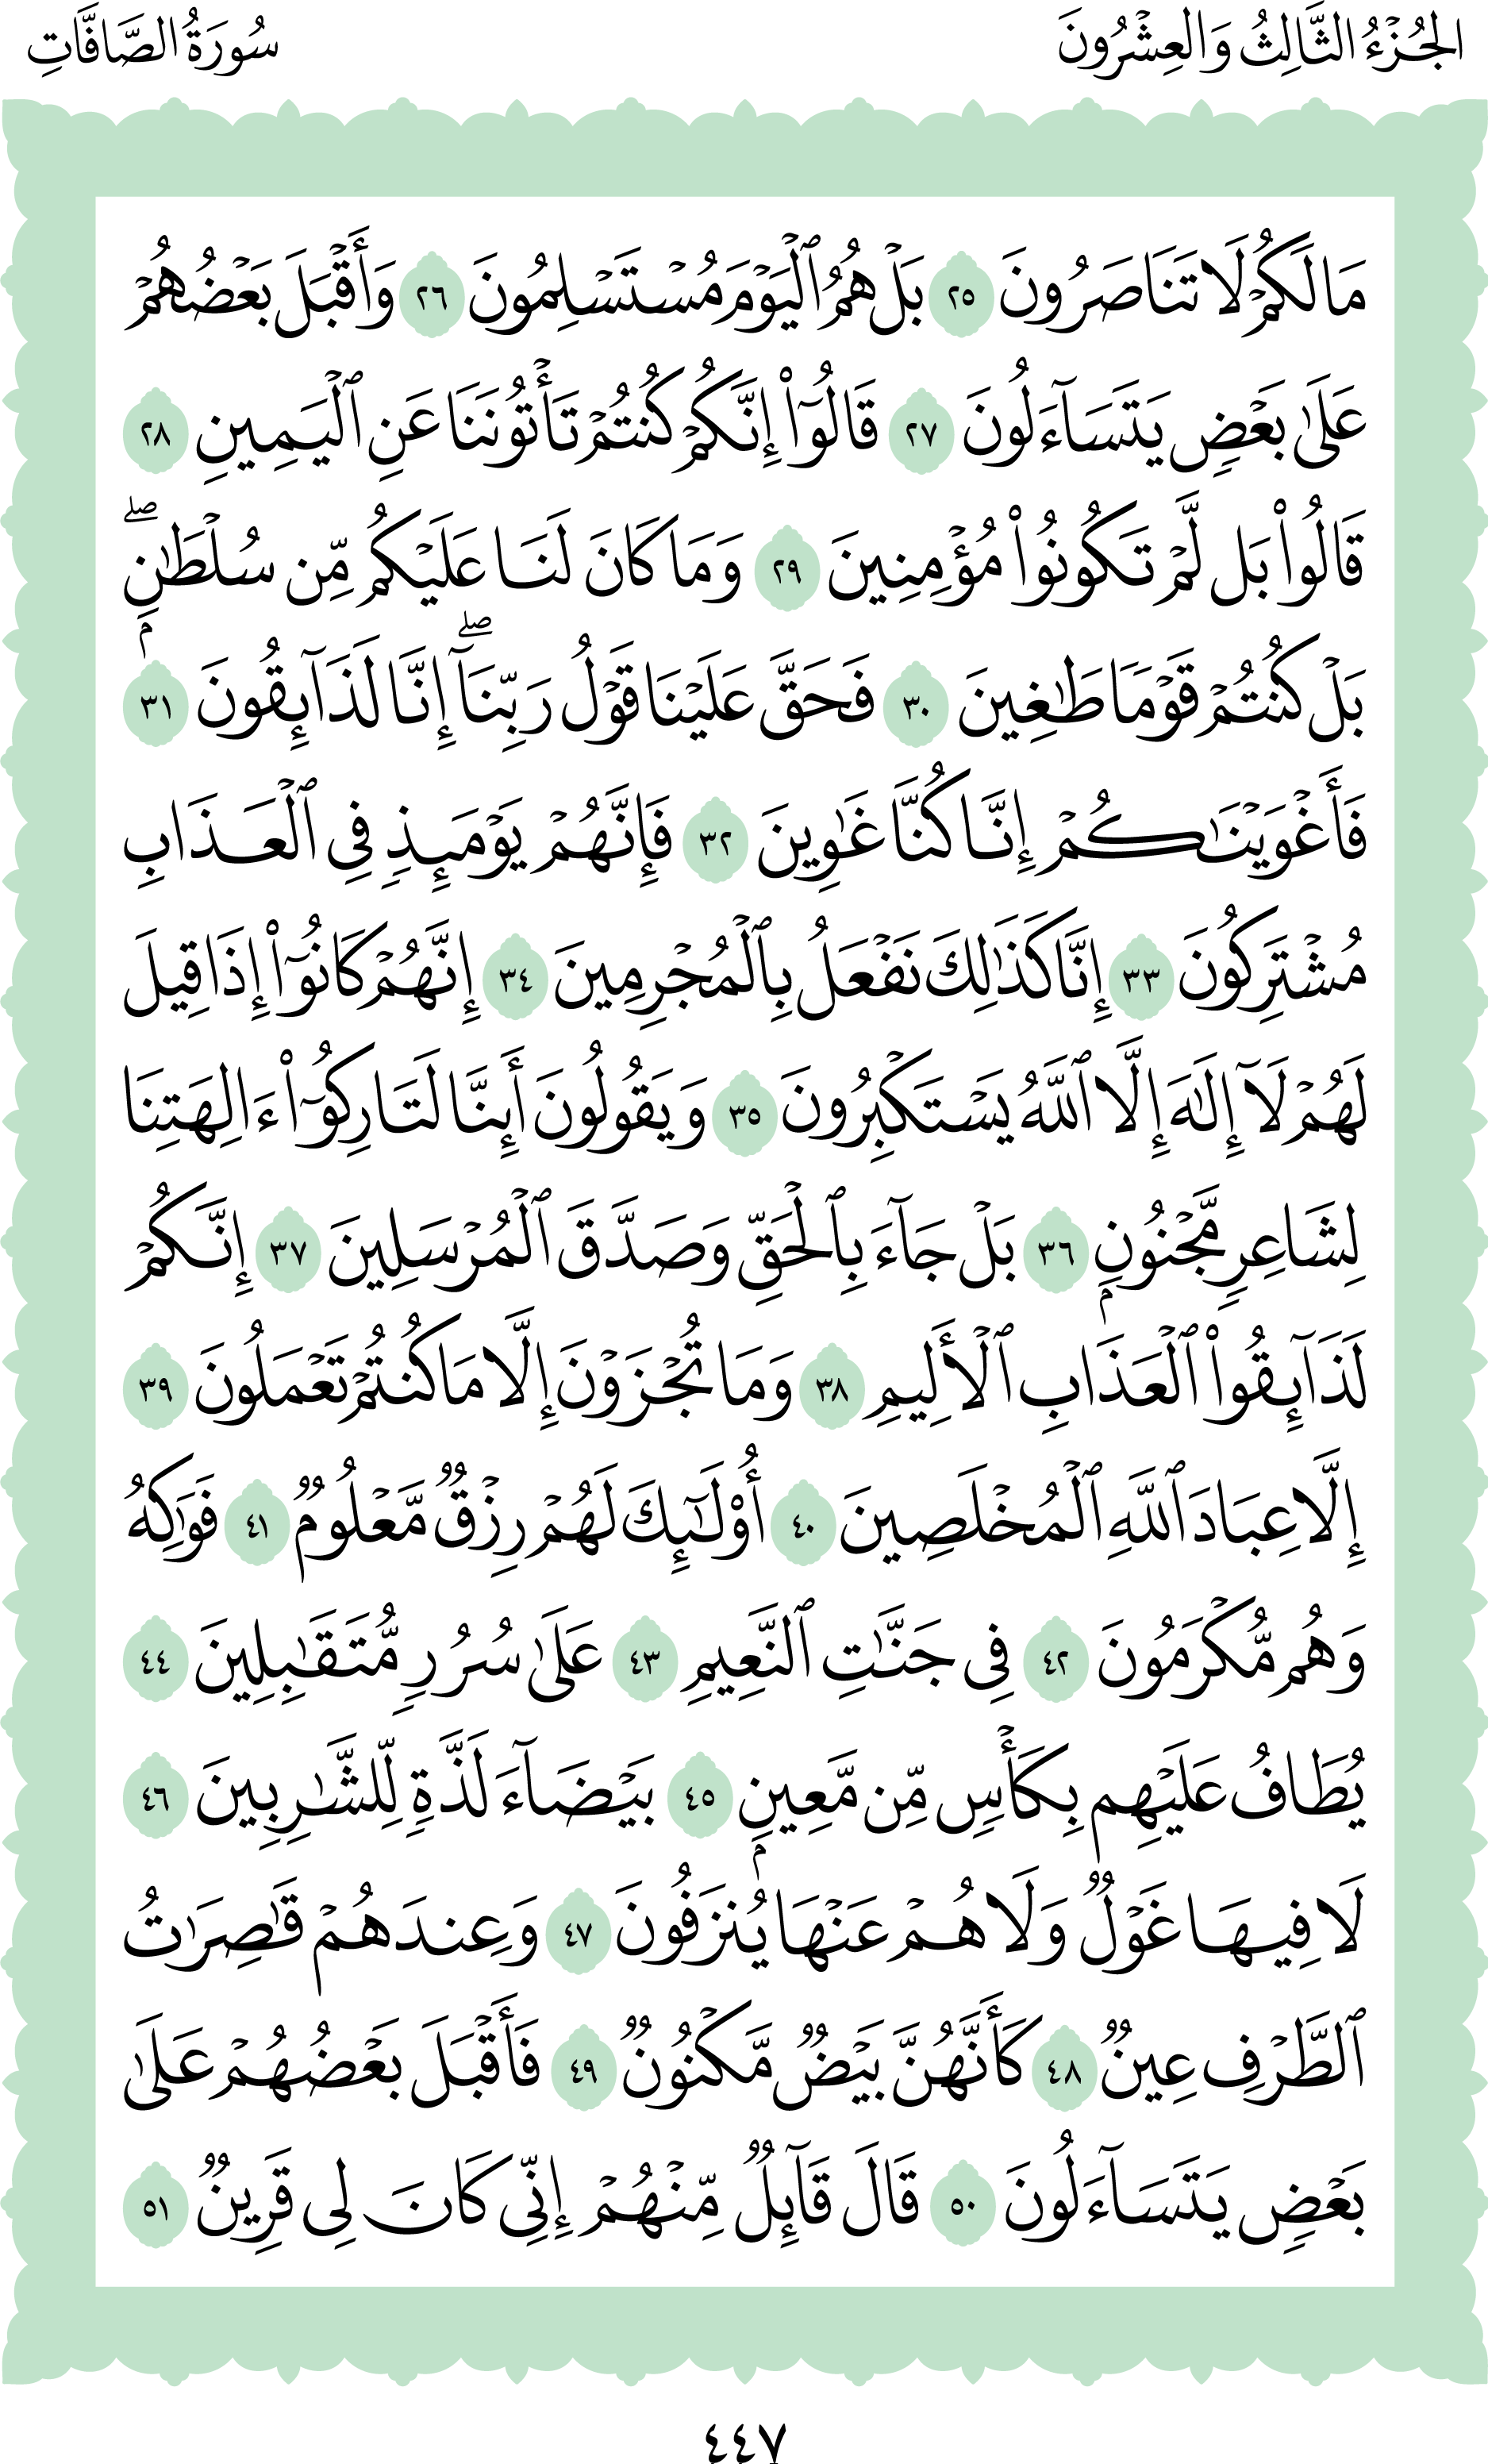 الجُزْءُ الثَّالِثُ وَالعِشْرُونَ
سُورَةُ الصَّافَّاتِ
مَا لَكُمْ لَا تَنَاصَرُونَ ٢٥ بَلْ هُمُ ٱلْيَوْمَ مُسْتَسْلِمُونَ ٢٦ وَأَقْبَلَ بَعْضُهُمْ
عَلَىٰ بَعْضٍ يَتَسَآءَلُونَ ٢٧ قَالُوٓا۟ إِنَّكُمْ كُنتُمْ تَأْتُونَنَا عَنِ ٱلْيَمِينِ ٢٨
قَالُوا۟ بَل لَّمْ تَكُونُوا۟ مُؤْمِنِينَ ٢٩ وَمَا كَانَ لَنَا عَلَيْكُم مِّن سُلْطَٰنٍۭ ۖ
بَلْ كُنتُمْ قَوْمًا طَٰغِينَ ٣٠ فَحَقَّ عَلَيْنَا قَوْلُ رَبِّنَآ ۖ إِنَّا لَذَآئِقُونَ ٣١
فَأَغْوَيْنَٰكُمْ إِنَّا كُنَّا غَٰوِينَ ٣٢ فَإِنَّهُمْ يَوْمَئِذٍ فِى ٱلْعَذَابِ
مُشْتَرِكُونَ ٣٣ إِنَّا كَذَٰلِكَ نَفْعَلُ بِٱلْمُجْرِمِينَ ٣٤ إِنَّهُمْ كَانُوٓا۟ إِذَا قِيلَ
لَهُمْ لَآ إِلَٰهَ إِلَّا ٱللَّهُ يَسْتَكْبِرُونَ ٣٥ وَيَقُولُونَ أَئِنَّا لَتَارِكُوٓا۟ ءَالِهَتِنَا
لِشَاعِرٍ مَّجْنُونٍۭ ٣٦ بَلْ جَآءَ بِٱلْحَقِّ وَصَدَّقَ ٱلْمُرْسَلِينَ ٣٧ إِنَّكُمْ
لَذَآئِقُوا۟ ٱلْعَذَابِ ٱلْأَلِيمِ ٣٨ وَمَا تُجْزَوْنَ إِلَّا مَا كُنتُمْ تَعْمَلُونَ ٣٩
إِلَّا عِبَادَ ٱللَّهِ ٱلْمُخْلَصِينَ ٤٠ أُو۟لَٰٓئِكَ لَهُمْ رِزْقٌ مَّعْلُومٌ ٤١ فَوَٰكِهُ
وَهُم مُّكْرَمُونَ ٤٢ فِى جَنَّٰتِ ٱلنَّعِيمِ ٤٣ عَلَىٰ سُرُرٍ مُّتَقَٰبِلِينَ ٤٤
يُطَافُ عَلَيْهِم بِكَأْسٍ مِّن مَّعِينٍۭ ٤٥ بَيْضَآءَ لَذَّةٍ لِّلشَّٰرِبِينَ ٤٦
لَا فِيهَا غَوْلٌ وَلَا هُمْ عَنْهَا يُنزَفُونَ ٤٧ وَعِندَهُمْ قَٰصِرَٰتُ
ٱلطَّرْفِ عِينٌ ٤٨ كَأَنَّهُنَّ بَيْضٌ مَّكْنُونٌ ٤٩ فَأَقْبَلَ بَعْضُهُمْ عَلَىٰ
بَعْضٍ يَتَسَآءَلُونَ ٥٠ قَالَ قَآئِلٌ مِّنْهُمْ إِنِّى كَانَ لِى قَرِينٌ ٥١
٤٤٧